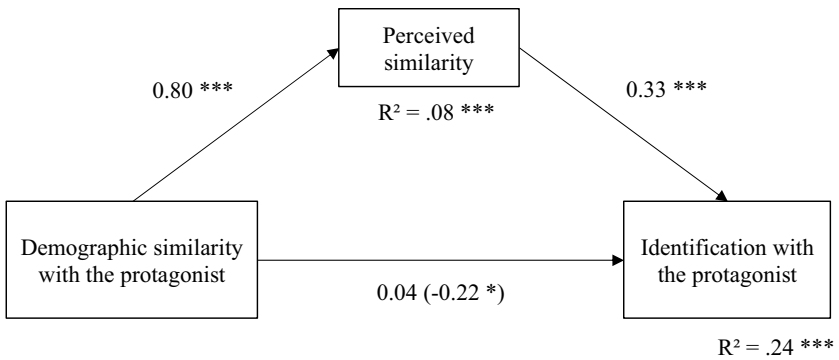 Perceived
similarity
0.80 ***
0.33 ***
R² = .08 ***
Demographic similarity
with the protagonist
Identification with
the protagonist
0.04 (-0.22 *)
R² = .24 ***